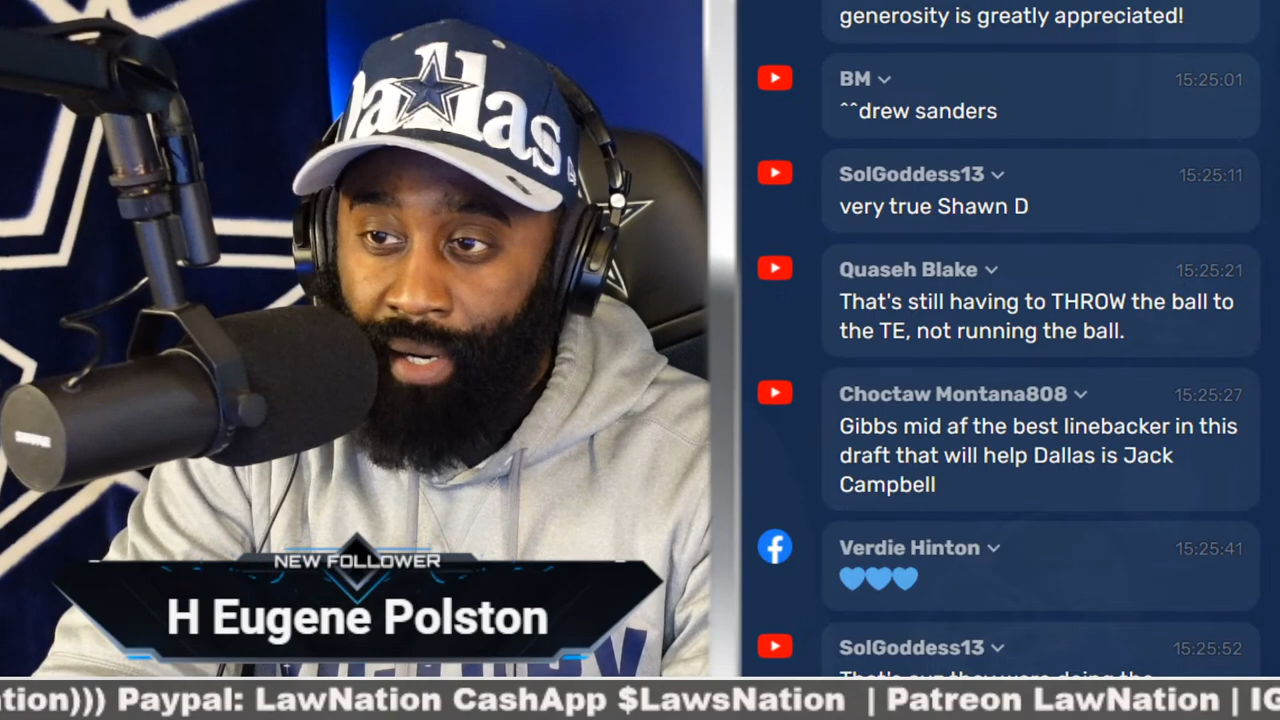 Dallas
SHURE
NEW FOLLOWER
H Eugene Polston
generosity is greatly appreciated!
BM
15:25:01
^^drew sanders
SolGoddess13
15:25:11
very true Shawn D
Quaseh Blake
15:25:21
That's still having to THROW the ball to
the TE, not running the ball.
Choctaw Montana808
15:25:27
Gibbs mid af the best linebacker in this
draft that will help Dallas is Jack
Campbell
Verdie Hinton
15:25:41
💙💙💙
SolGoddess13
15:25:52
tion))) Paypal: LawNation CashApp $LawsNation | Patreon LawNation | IG